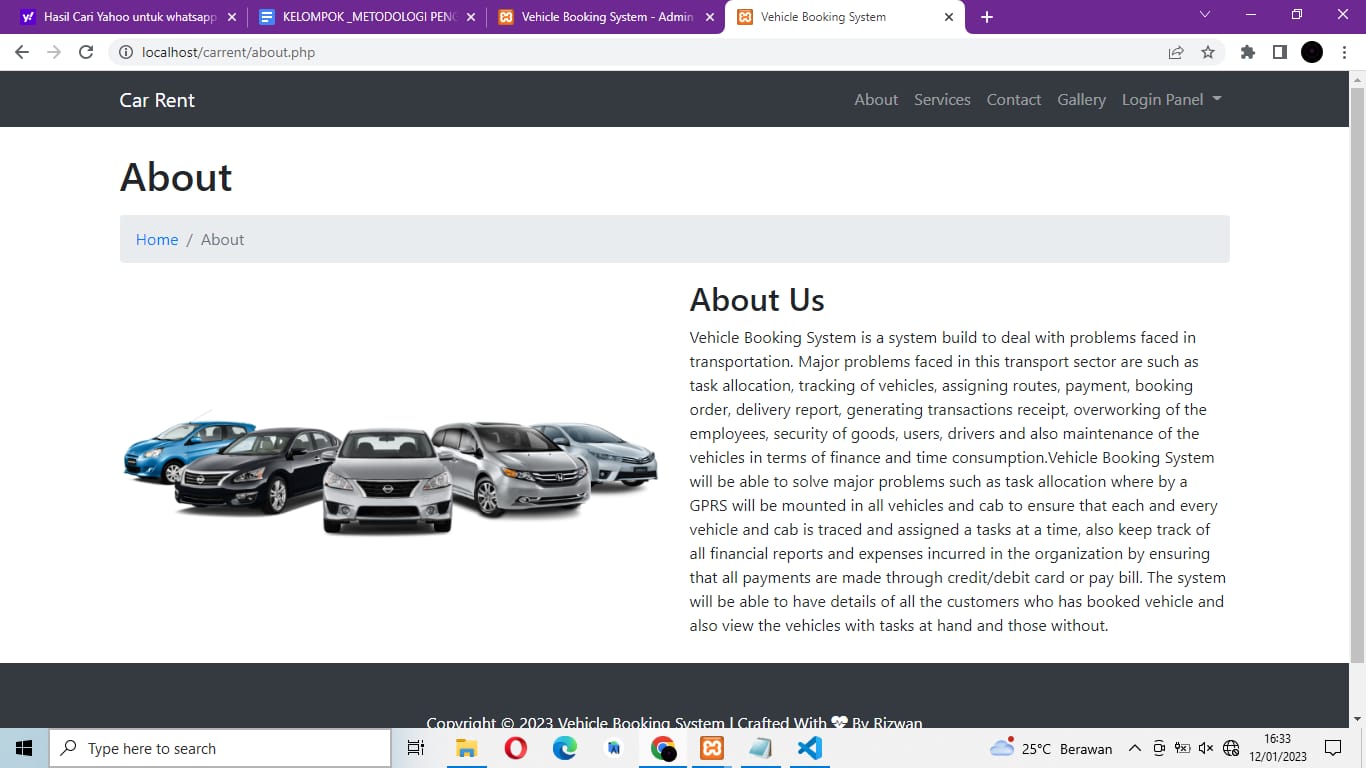 Hasil Cari Yahoo untuk whatsapp
KELOMPOK _METODOLOGI PENG
Vehicle Booking System - Admin
Vehicle Booking System
localhost/carrent/about.php
Car Rent
About Services Contact Gallery Login Panel
About
Home / About
About Us
Vehicle Booking System is a system build to deal with problems faced in
transportation. Major problems faced in this transport sector are such as
task allocation, tracking of vehicles, assigning routes, payment, booking
order, delivery report, generating transactions receipt, overworking of the
employees, security of goods, users, drivers and also maintenance of the
vehicles in terms of finance and time consumption.Vehicle Booking System
will be able to solve major problems such as task allocation where by a
GPRS will be mounted in all vehicles and cab to ensure that each and every
vehicle and cab is traced and assigned a tasks at a time, also keep track of
all financial reports and expenses incurred in the organization by ensuring
that all payments are made through credit/debit card or pay bill. The system
will be able to have details of all the customers who has booked vehicle and
also view the vehicles with tasks at hand and those without.
Copyright © 2023 Vehicle Booking System | Crafted With By Rizwan
Type here to search
25°C Berawan
16:33
12/01/2023